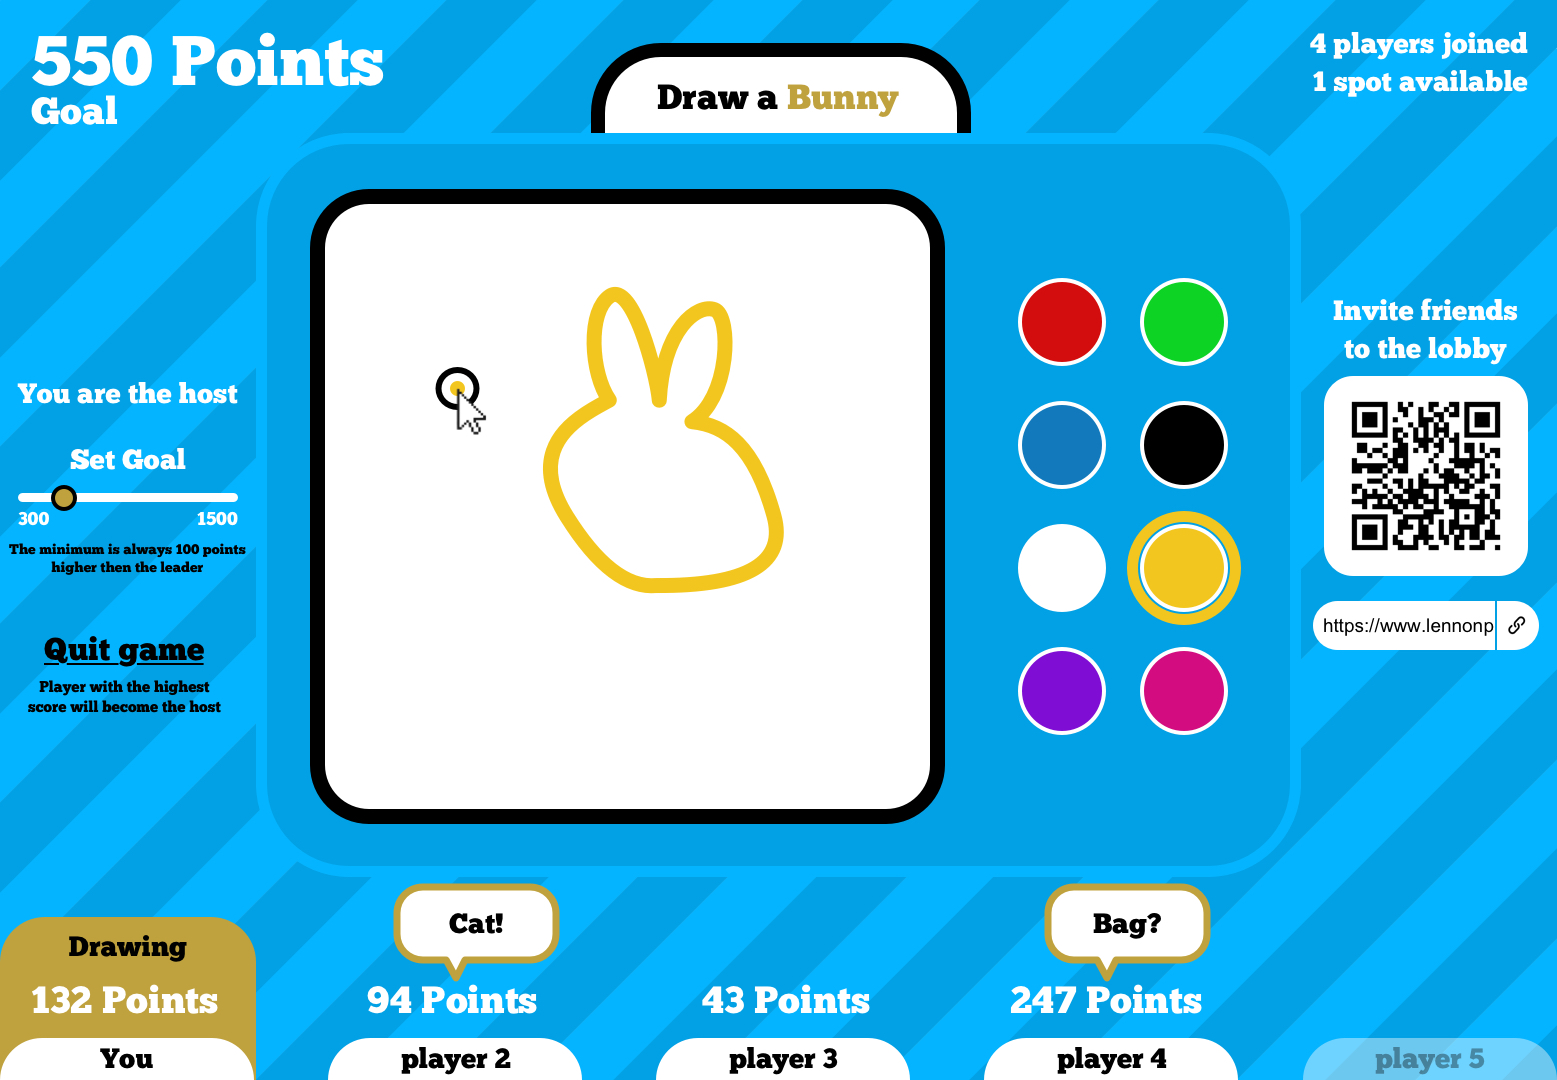 550 Points
Goal
Draw a Bunny
4 players joined
1 spot available
You are the host
Set Goal
300
1500
The minimum is always 100 points
higher then the leader
Quit game
Player with the highest
score will become the host
Invite friends
to the lobby
https://www.lennonp
Drawing
132 Points
You
Cat!
94 Points
player 2
43 Points
player 3
Bag?
247 Points
player 4
player 5